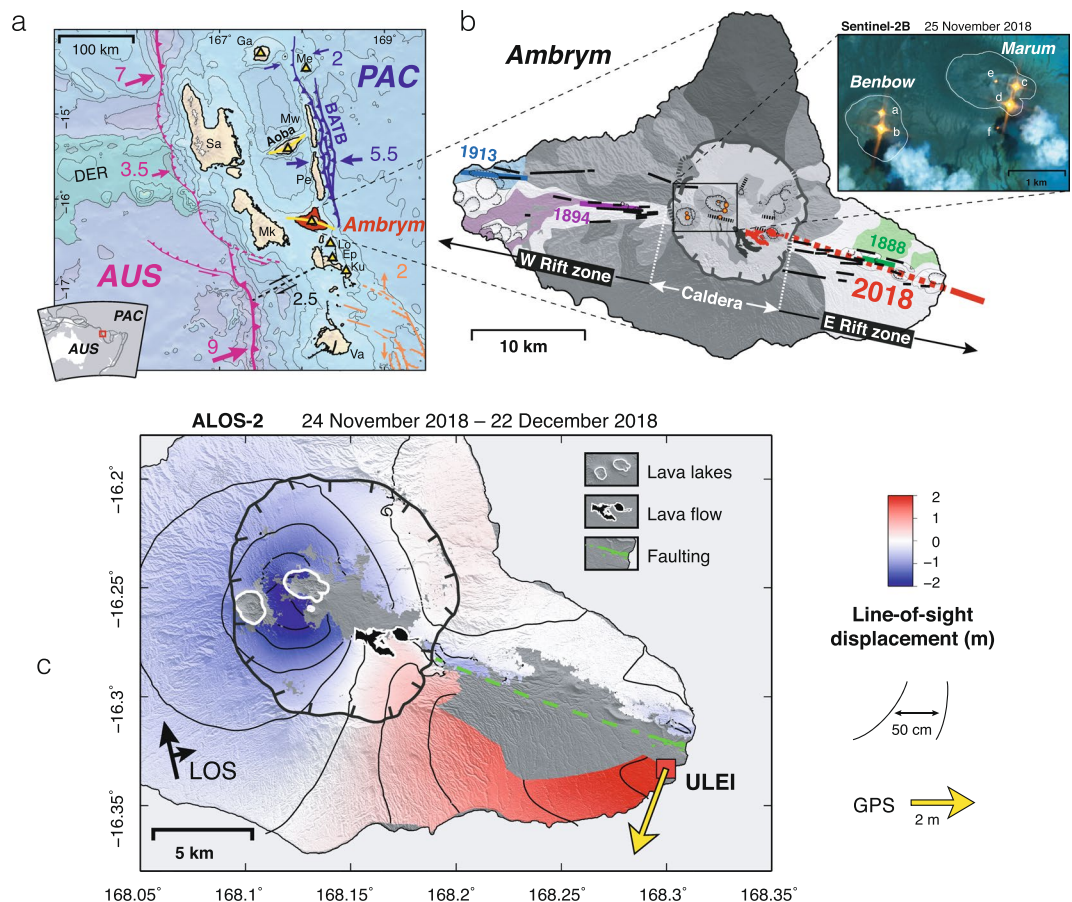 a
100 km
167°
169°
Ga
Me
2
PAC
7
BATB
−15
Mw
Aoba
Sa
5.5
3.5
DER
Pe
−16
Ambrym
Mk
Lo
Ep
Ku
AUS
2
−17
2.5
PAC
AUS
9
Va
b
Ambrym
Sentinel-2B 25 November 2018
Marum
Benbow
e
c
d
a
b
f
1 km
1913
1894
1888
W Rift zone
Caldera
2018
E Rift zone
10 km
c
ALOS-2 24 November 2018 – 22 December 2018
−16.2°
−16.25°
−16.3°
−16.35°
Lava lakes
Lava flow
Faulting
LOS
ULEI
5 km
168.05°
168.1°
168.15°
168.2°
168.25°
168.3°
168.35°
2
1
0
−1
−2
Line-of-sight
displacement (m)
50 cm
GPS
2 m